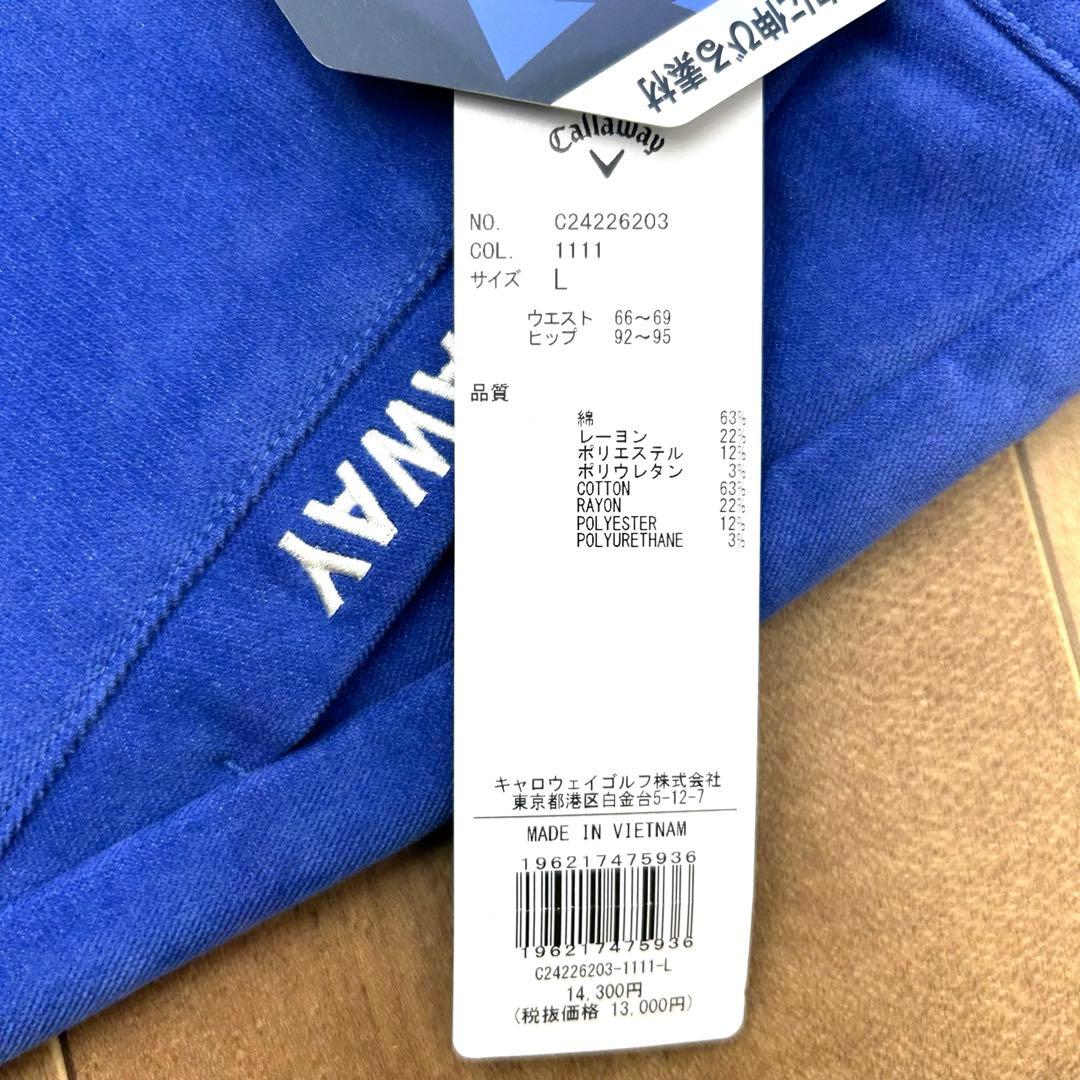 に伸びる素材
Callaway
NO. C24226203
COL. 1111
サイズ L
ウエスト 66～69
ヒップ 92～95
品質
綿 63%
レーヨン 22%
ポリエステル 12%
ポリウレタン 3%
COTTON 63%
RAYON 22%
POLYESTER 12%
POLYURETHANE 3%
AWAY
キャロウェイゴルフ株式会社
東京都港区白金台5-12-7
MADE IN VIETNAM
196217475936
196217475936
C24226203-1111-L
14,300円
(税抜価格 13,000円)